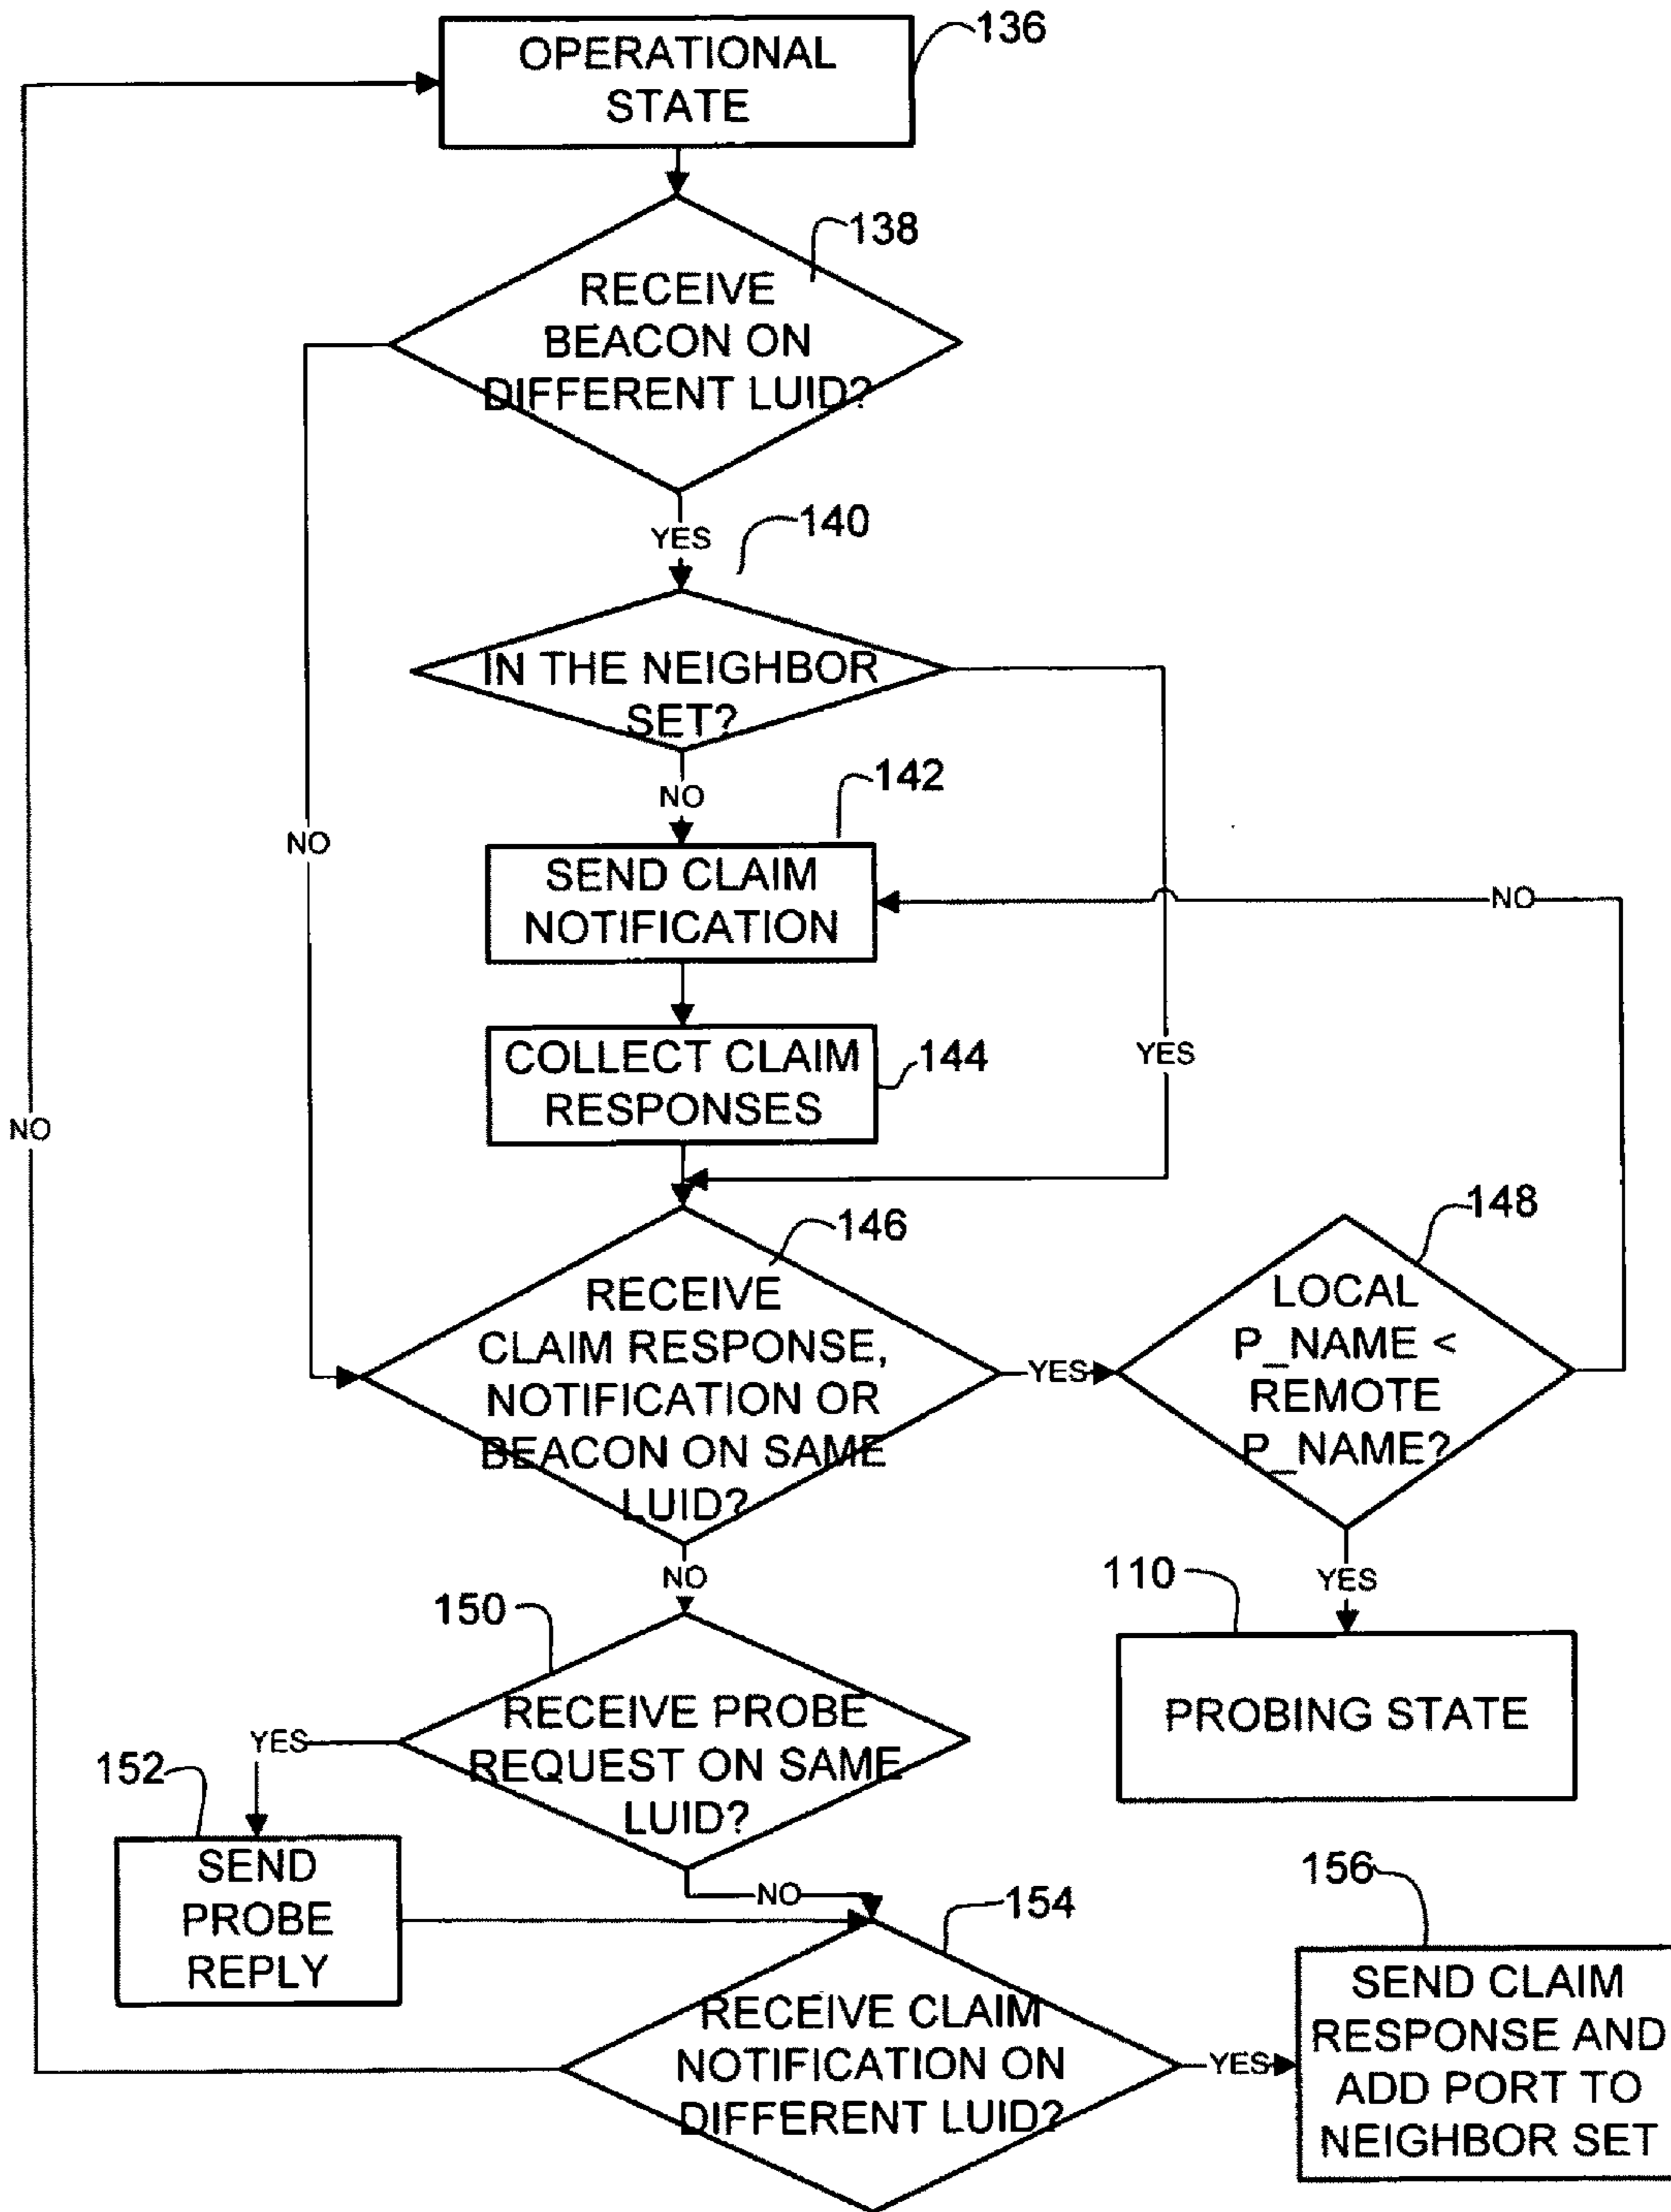 OPERATIONAL
STATE
136
RECEIVE
BEACON ON
DIFFERENT LUID?
138
YES
140
IN THE NEIGHBOR
SET?
NO
142
NO
SEND CLAIM
NOTIFICATION
NO
COLLECT CLAIM
RESPONSES
144
YES
NO
146
148
RECEIVE
CLAIM RESPONSE,
NOTIFICATION OR
BEACON ON SAME
LUID?
YES
LOCAL
P_NAME <
REMOTE
P_NAME?
NO
YES
110
PROBING STATE
150
RECEIVE PROBE
REQUEST ON SAME
LUID?
YES
152
SEND
PROBE
REPLY
NO
154
RECEIVE CLAIM
NOTIFICATION ON
DIFFERENT LUID?
YES
156
SEND CLAIM
RESPONSE AND
ADD PORT TO
NEIGHBOR SET